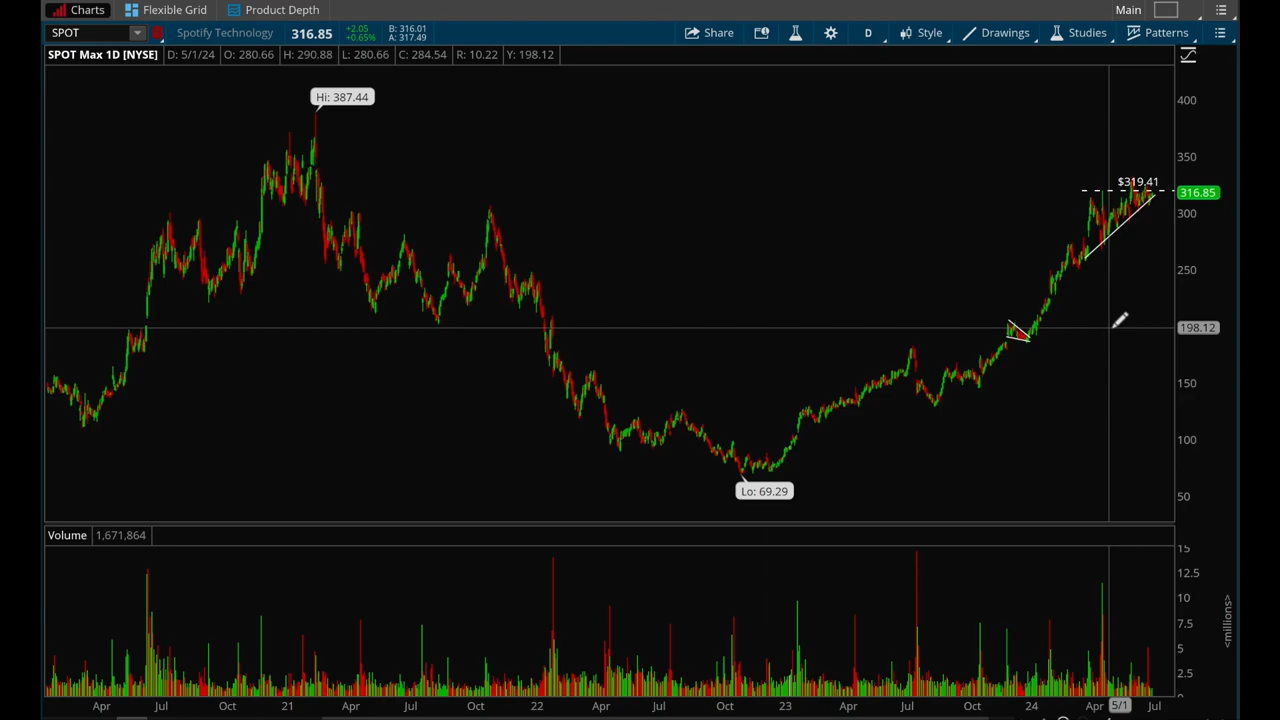 Charts Flexible Grid Product Depth Main
SPOT Spotify Technology 316.85 +2.05 +0.65% B: 316.01 A: 317.49 Share D Style Drawings Studies Patterns
SPOT Max 1D [NYSE] D: 5/1/24 O: 280.66 H: 290.88 L: 280.66 C: 284.54 R: 10.22 Y: 198.12
Hi: 387.44
400
350
$319.41
316.85
300
250
198.12
150
100
Lo: 69.29
50
Volume 1,671,864
15
12.5
10
7.5
5
2.5
0
<millions>
Apr Jul Oct 21 Apr Jul Oct 22 Apr Jul Oct 23 Apr Jul Oct 24 Apr 5/1 Jul